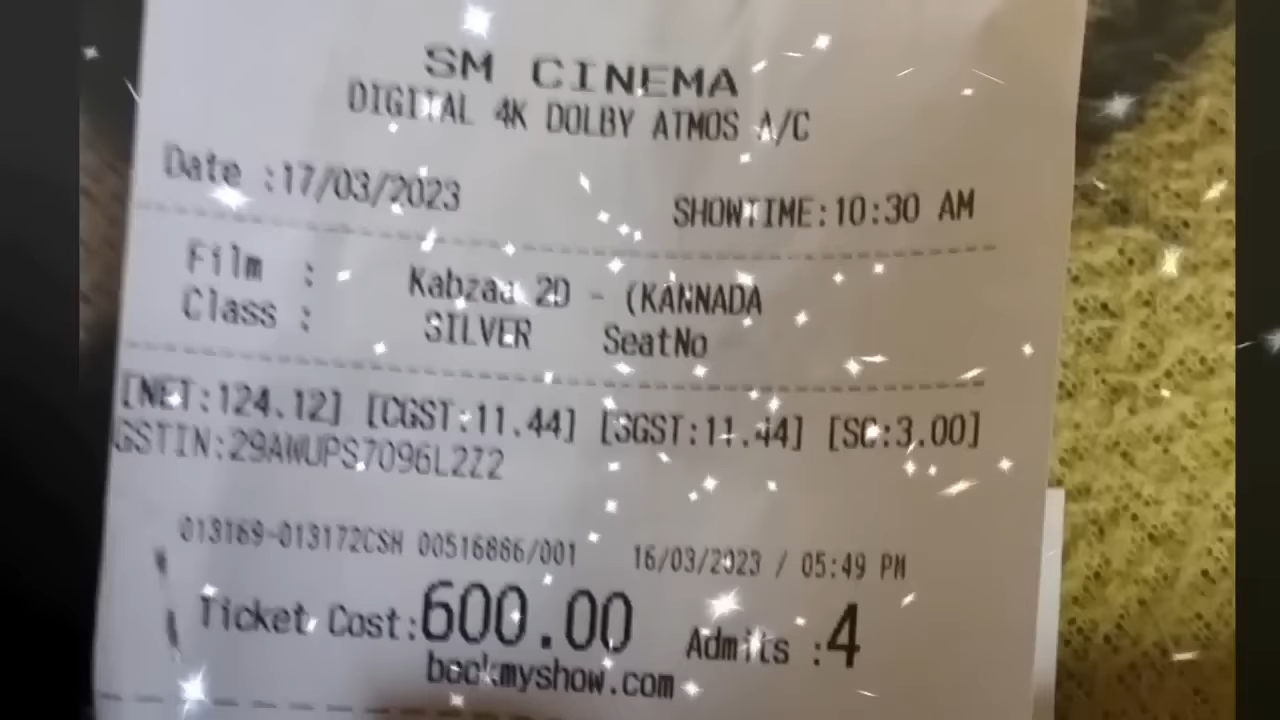 SM CINEMA
DIGITAL 4K DOLBY ATMOS A/C
Date :17/03/2023 SHOWTIME:10:30 AM
Film : Kabzaa 2D - (KANNADA
Class : SILVER SeatNo
[NET:124.12] [CGST:11.44] [SGST:11.44] [SC:3.00]
GSTIN:29AWUPS7096L2Z2
013169-013172CSH 00516886/001 16/03/2023 / 05:49 PM
Ticket Cost:600.00 Admits :4
bookmyshow.com